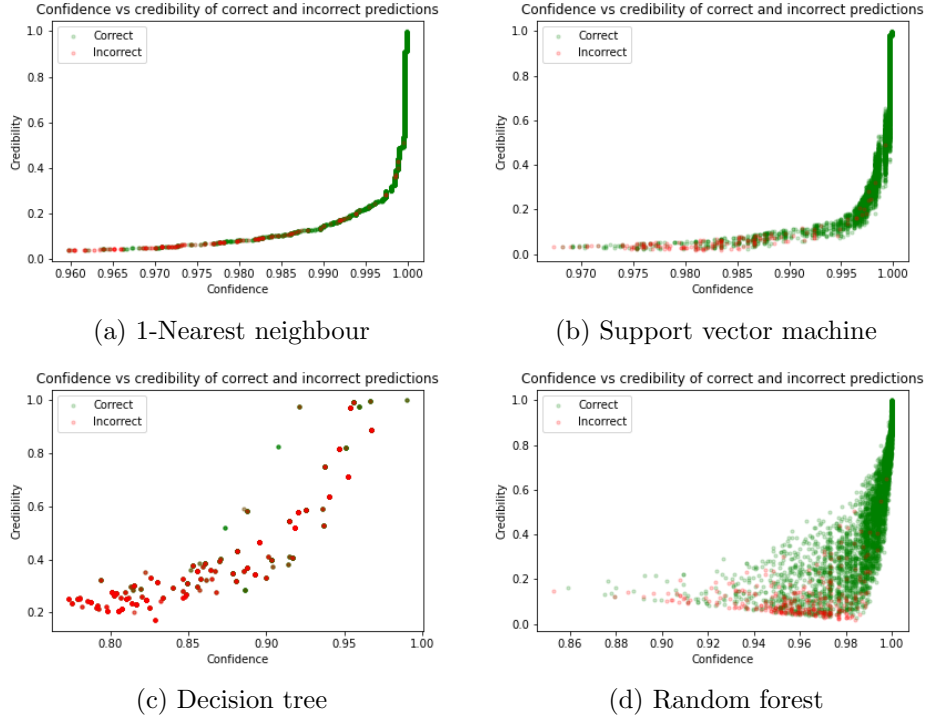 Confidence vs credibility of correct and incorrect predictions
Correct
Incorrect
1.0
0.8
0.6
0.4
0.2
0.0
Credibility
0.960 0.965 0.970 0.975 0.980 0.985 0.990 0.995 1.000
Confidence
(a) 1-Nearest neighbour
Confidence vs credibility of correct and incorrect predictions
Correct
Incorrect
1.0
0.8
0.6
0.4
0.2
0.0
Credibility
0.970 0.975 0.980 0.985 0.990 0.995 1.000
Confidence
(b) Support vector machine
Confidence vs credibility of correct and incorrect predictions
Correct
Incorrect
1.0
0.8
0.6
0.4
0.2
Credibility
0.80 0.85 0.90 0.95 1.00
Confidence
(c) Decision tree
Confidence vs credibility of correct and incorrect predictions
Correct
Incorrect
1.0
0.8
0.6
0.4
0.2
0.0
Credibility
0.86 0.88 0.90 0.92 0.94 0.96 0.98 1.00
Confidence
(d) Random forest